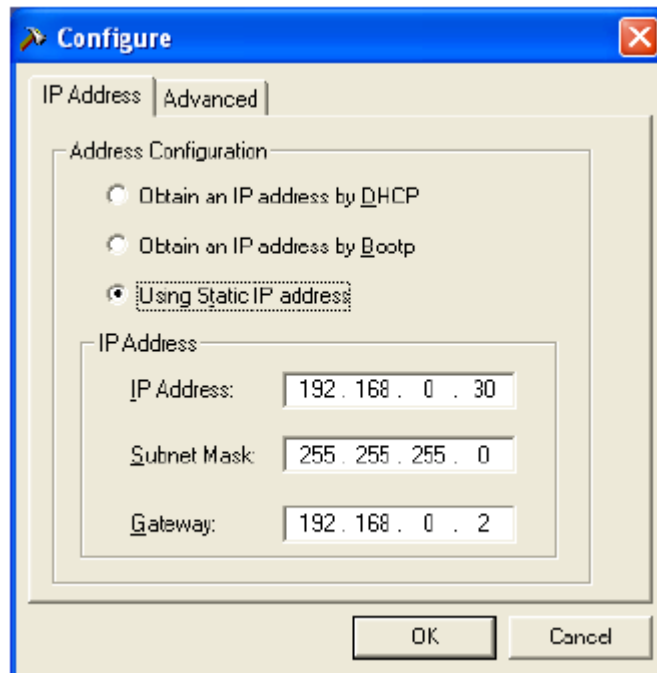 Configure
IP Address Advanced
Address Configuration
Obtain an IP address by DHCP
Obtain an IP address by Bootp
Using Static IP address
IP Address
IP Address: 192 . 168 . 0 . 30
Subnet Mask: 255 . 255 . 255 . 0
Gateway: 192 . 168 . 0 . 2
OK Cancel